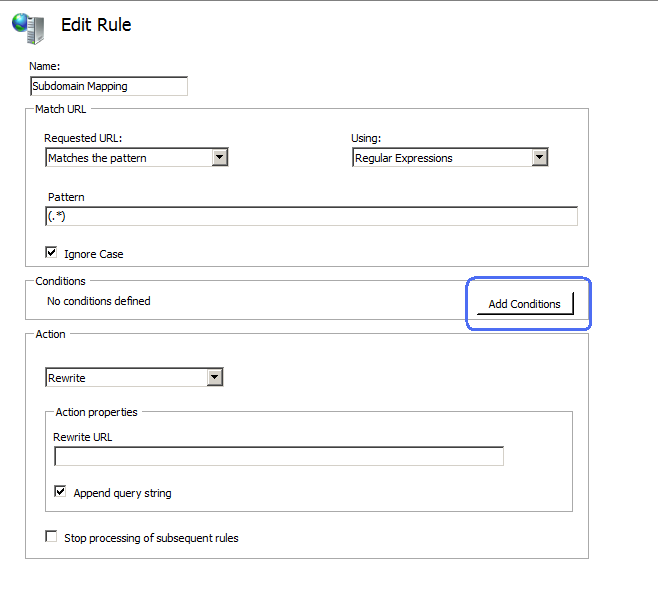 Edit Rule
Name:
Subdomain Mapping
Match URL
Requested URL: Using:
Matches the pattern Regular Expressions
Pattern
(.*)
Ignore Case
Conditions
No conditions defined
Add Conditions
Action
Rewrite
Action properties
Rewrite URL
Append query string
Stop processing of subsequent rules